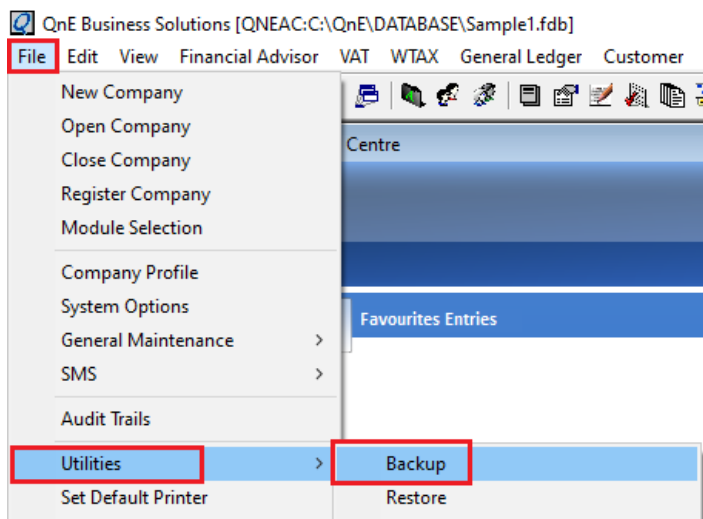 QnE Business Solutions [QNEAC:C:\QnE\DATABASE\Sample1.fdb]
File Edit View Financial Advisor VAT WTAX General Ledger Customer
New Company
Open Company
Centre
Close Company
Register Company
Module Selection
Company Profile
System Options
Favourites Entries
General Maintenance
SMS
Audit Trails
Utilities
Backup
Set Default Printer
Restore